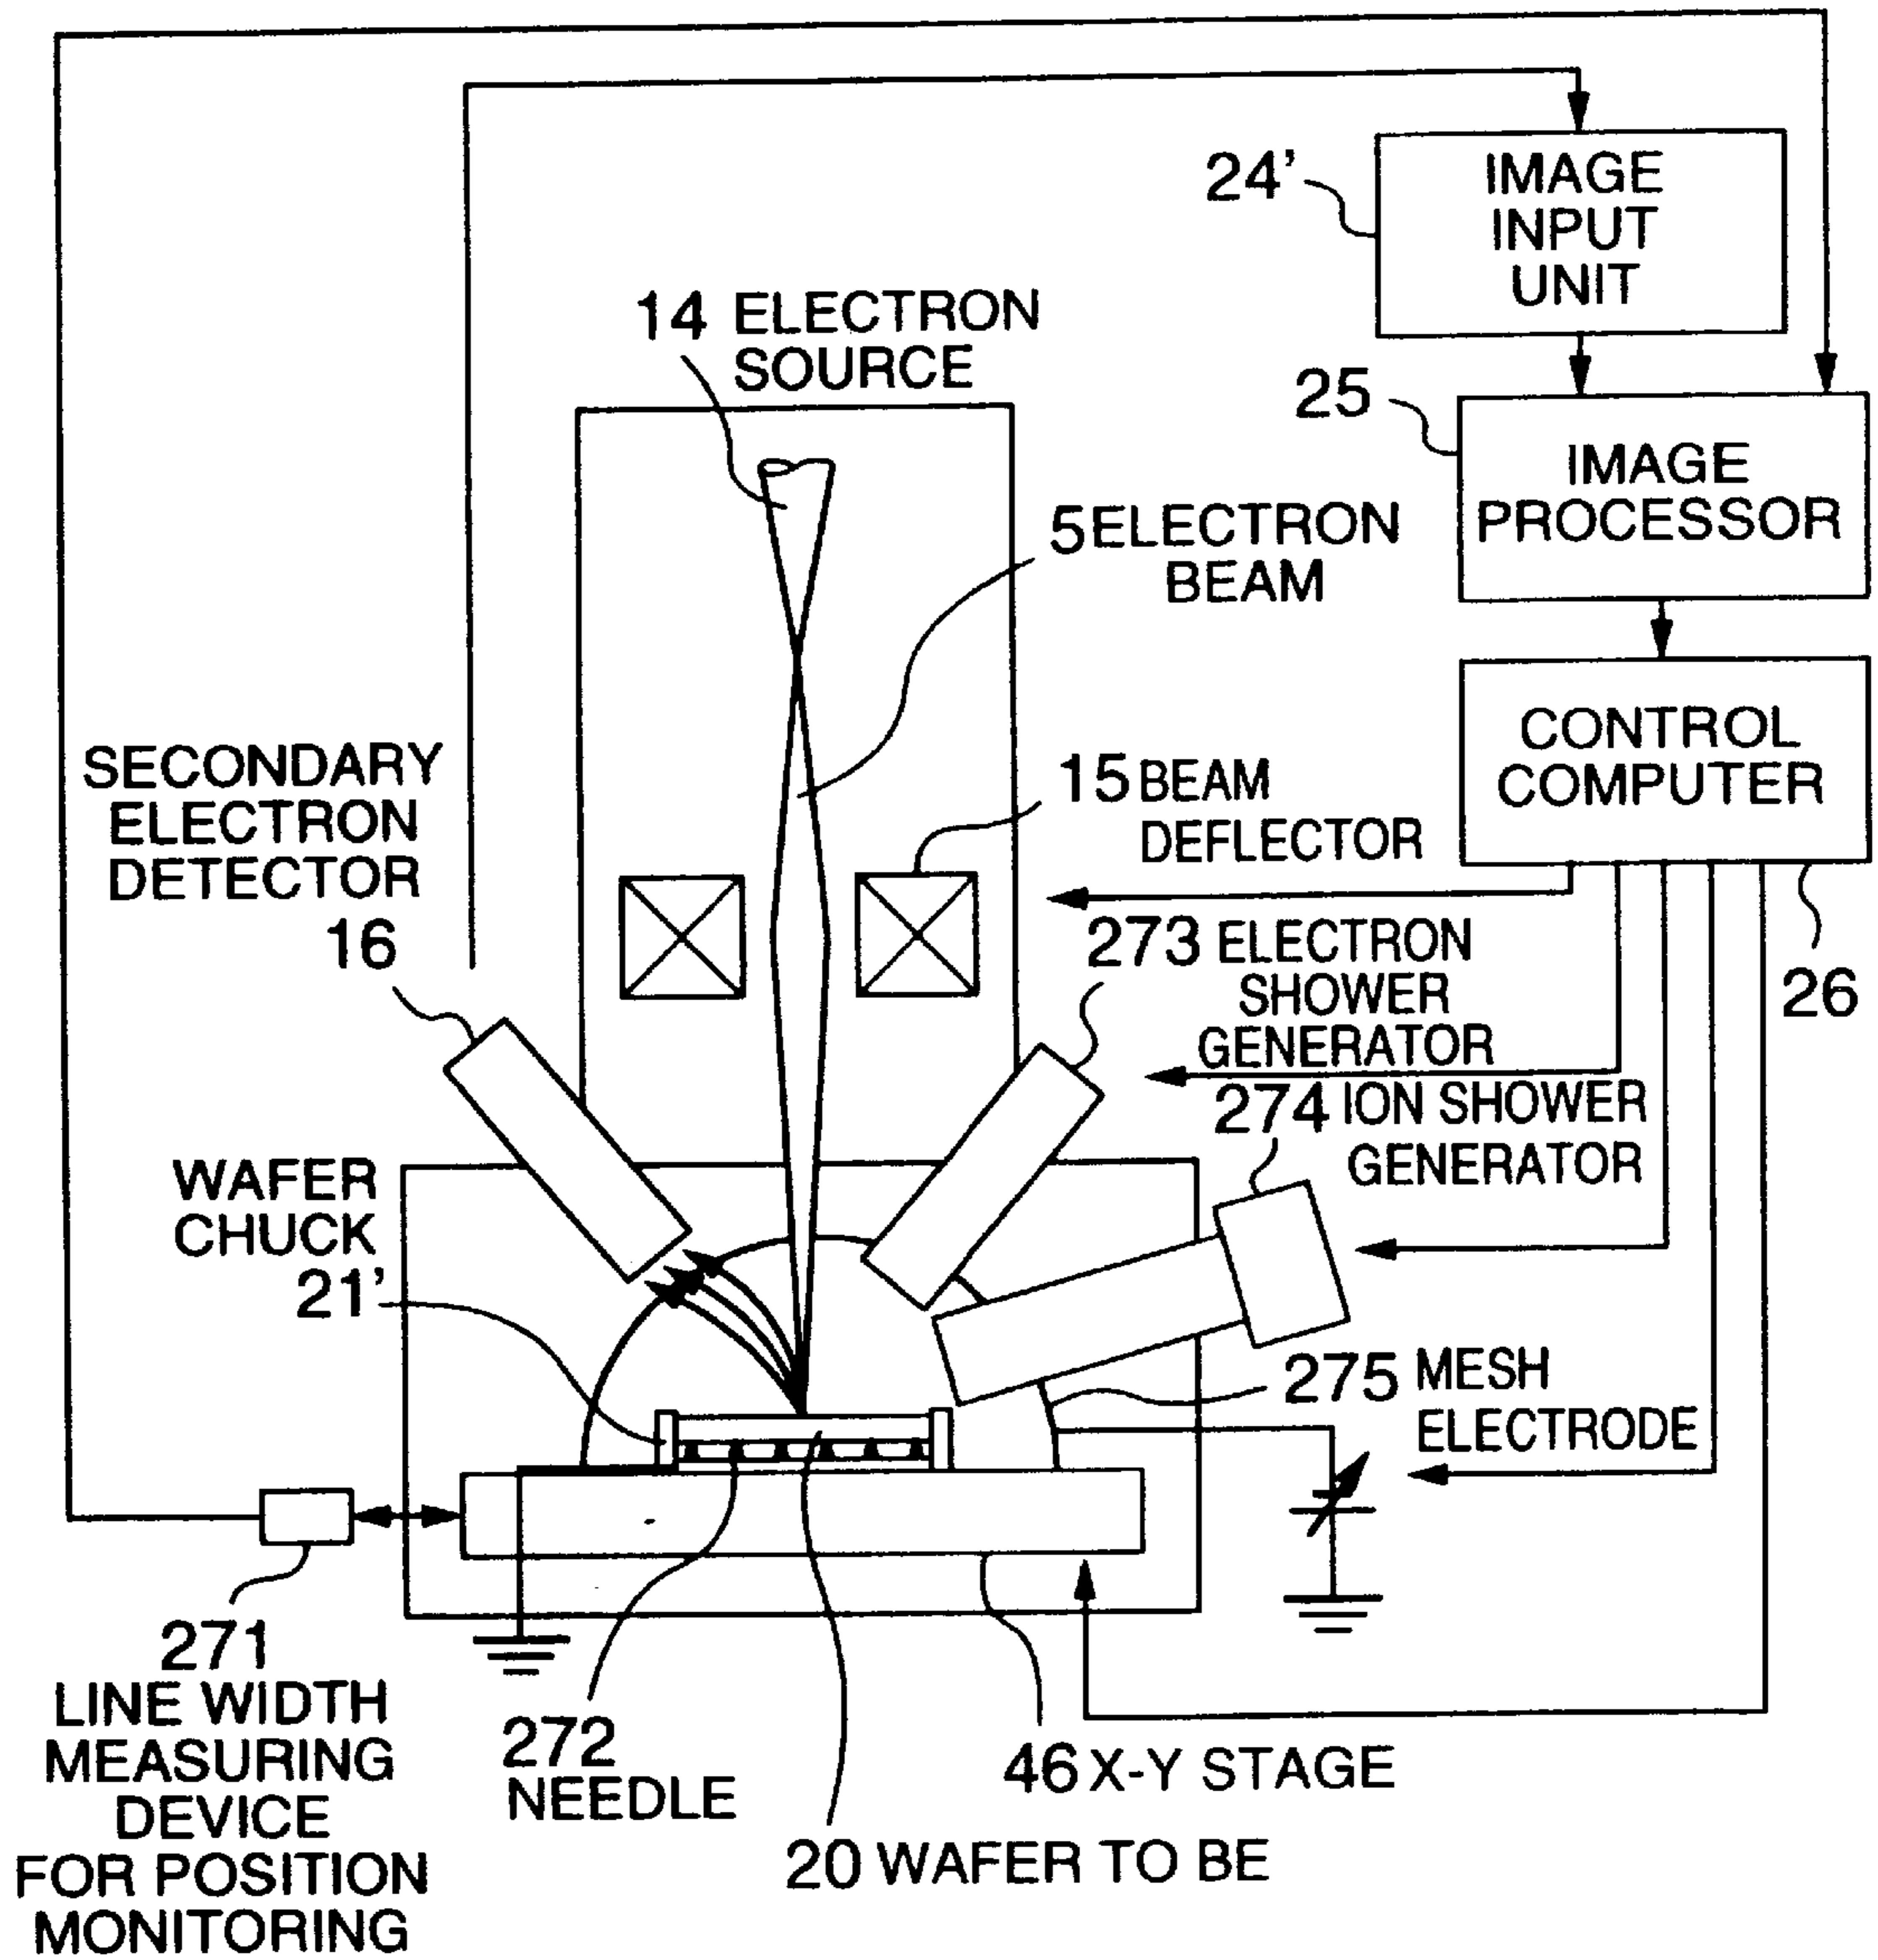 24'
IMAGE
INPUT
UNIT
14 ELECTRON
SOURCE
25
IMAGE
PROCESSOR
5 ELECTRON
BEAM
CONTROL
COMPUTER
26
SECONDARY
ELECTRON
DETECTOR
16
15 BEAM
DEFLECTOR
273 ELECTRON
SHOWER
GENERATOR
274 ION SHOWER
GENERATOR
WAFER
CHUCK
21'
275 MESH
ELECTRODE
271
LINE WIDTH
MEASURING
DEVICE
FOR POSITION
MONITORING
272
NEEDLE
46 X-Y STAGE
20 WAFER TO BE